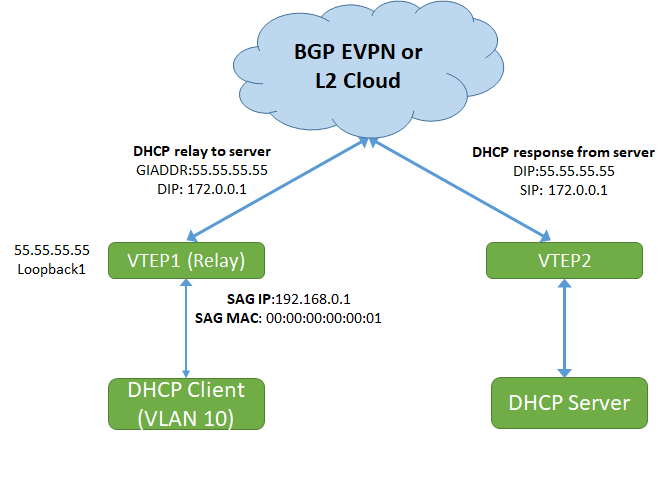 BGP EVPN or
L2 Cloud
DHCP relay to server
GIADDR:55.55.55.55
DIP: 172.0.0.1
DHCP response from server
DIP:55.55.55.55
SIP: 172.0.0.1
55.55.55.55
Loopback1
VTEP1 (Relay)
VTEP2
SAG IP:192.168.0.1
SAG MAC: 00:00:00:00:00:01
DHCP Client
(VLAN 10)
DHCP Server